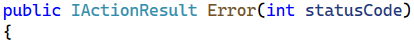 public IActionResult Error(int statusCode)
{